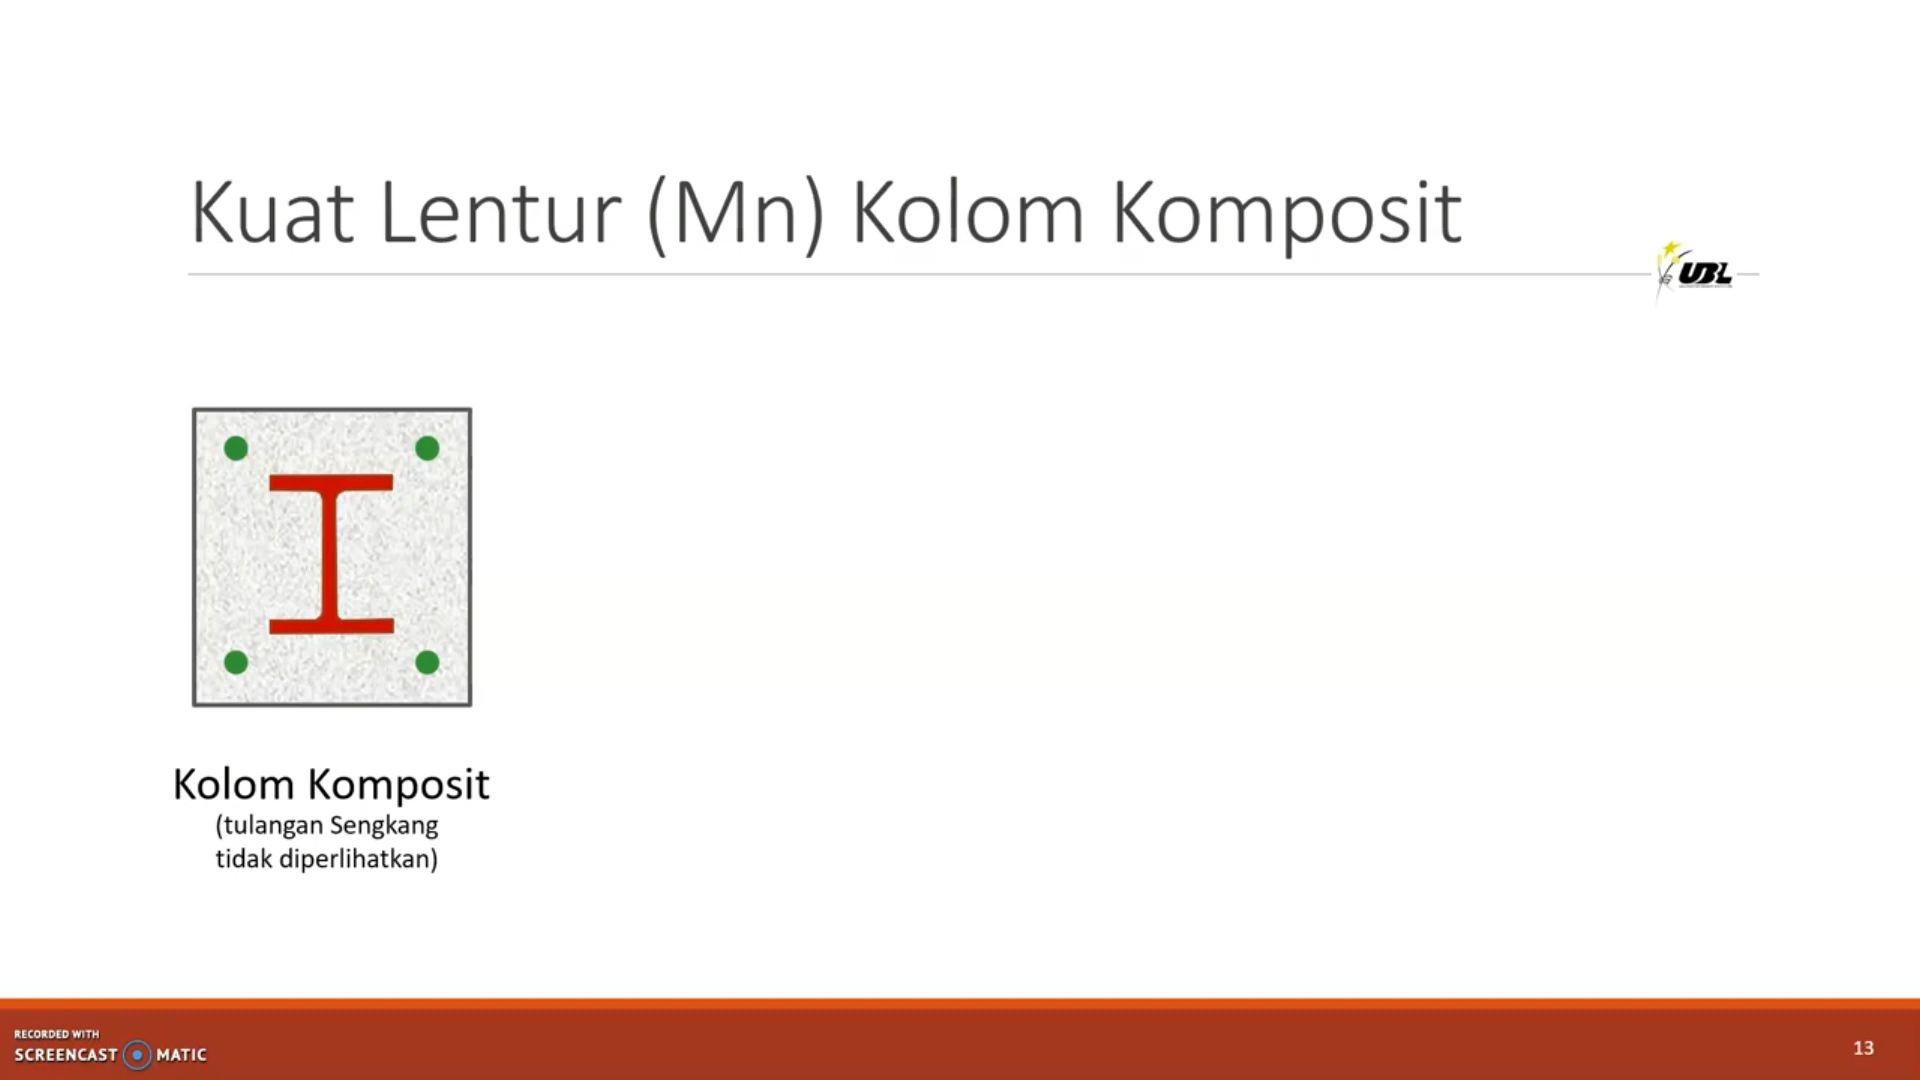 Kuat Lentur (Mn) Kolom Komposit
UBL
Kolom Komposit
(tulangan Sengkang
tidak diperlihatkan)
RECORDED WITH
SCREENCAST MATIC
13